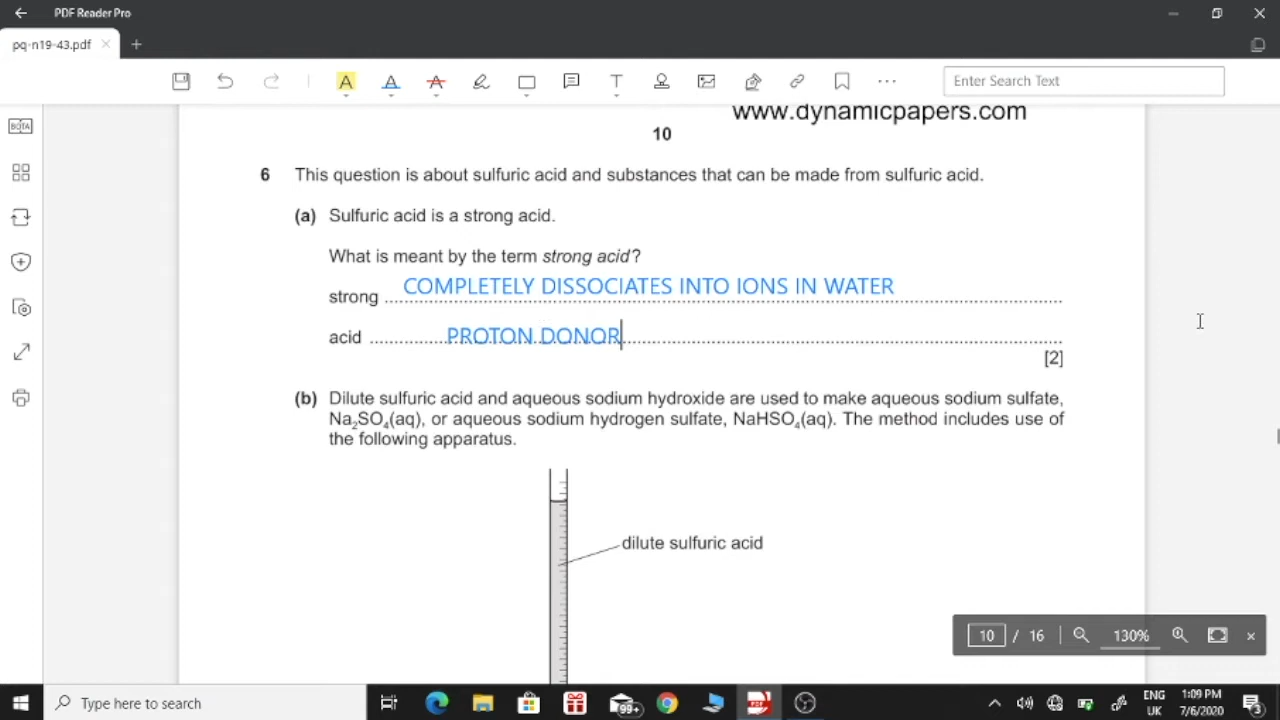 PDF Reader Pro
pq-n19-43.pdf
Enter Search Text
BOTA
www.dynamicpapers.com
10
6 This question is about sulfuric acid and substances that can be made from sulfuric acid.
(a) Sulfuric acid is a strong acid.
What is meant by the term strong acid?
strong COMPLETELY DISSOCIATES INTO IONS IN WATER
acid PROTON DONOR
[2]
(b) Dilute sulfuric acid and aqueous sodium hydroxide are used to make aqueous sodium sulfate,
Na₂SO₄(aq), or aqueous sodium hydrogen sulfate, NaHSO₄(aq). The method includes use of
the following apparatus.
dilute sulfuric acid
10 / 16 130%
Type here to search
99+
PDF
ENG
UK
1:09 PM
7/6/2020
3